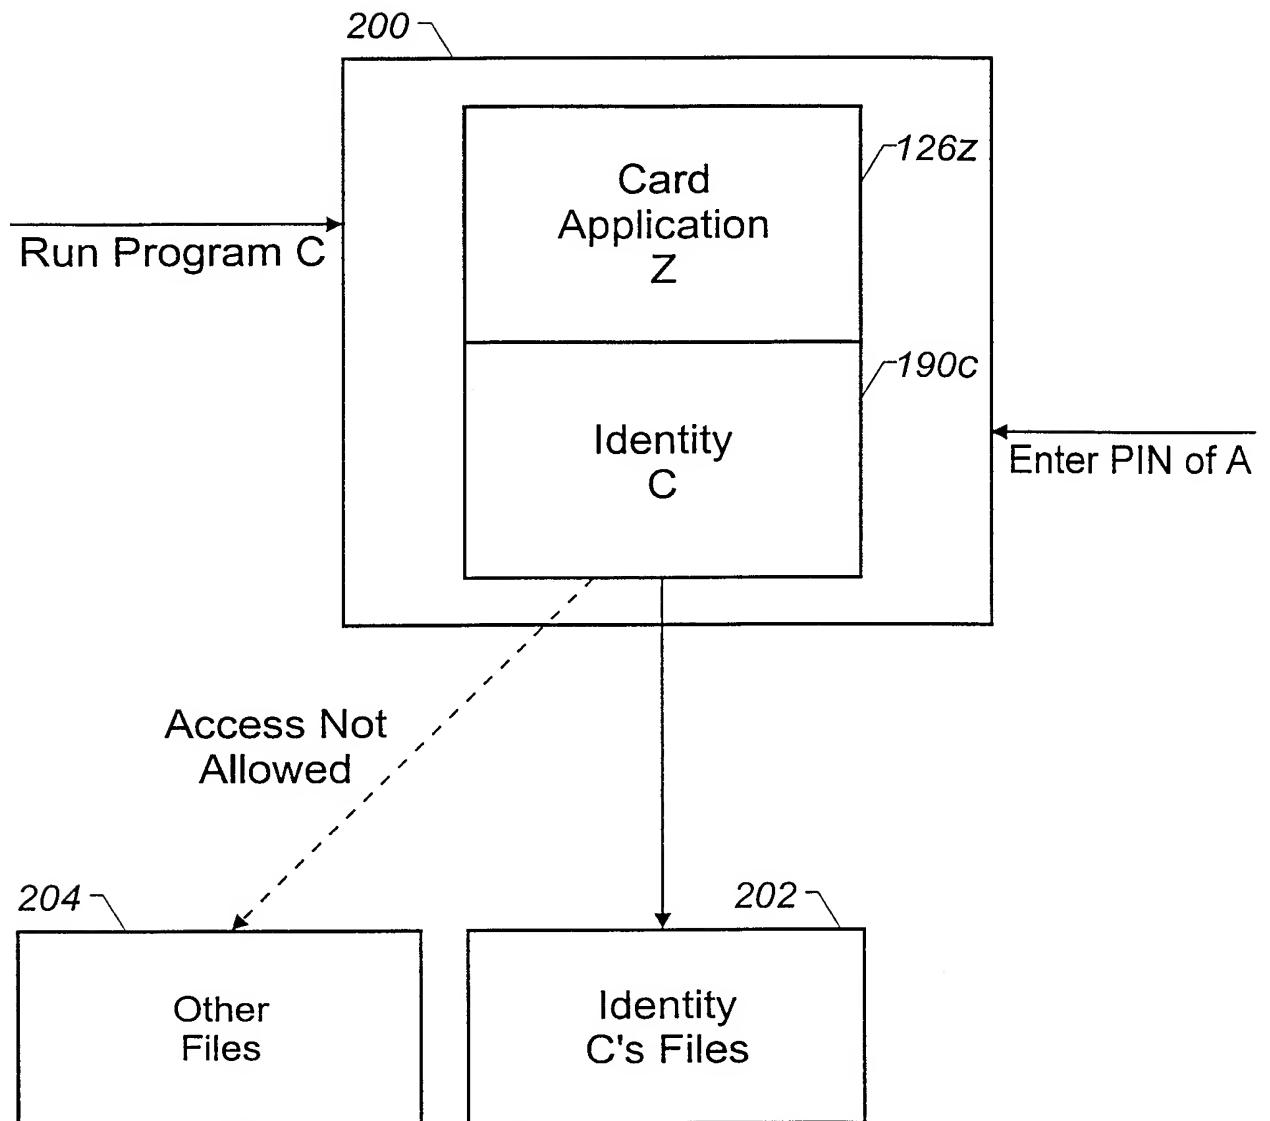 200
126z
Card
Application
Z
Run Program C
190c
Identity
C
Enter PIN of A
Access Not
Allowed
204
202
Other
Files
Identity
C's Files